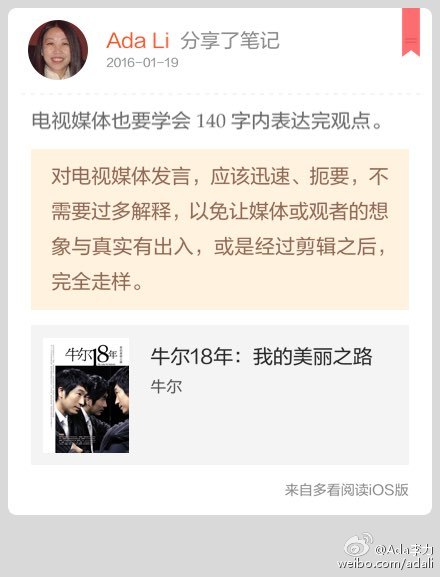 Ada Li 分享了笔记
2016-01-19
电视媒体也要学会 140 字内表达完观点。
对电视媒体发言，应该迅速、扼要，不
需要过多解释，以免让媒体或观者的想
象与真实有出入，或是经过剪辑之后，
完全走样。
牛尔18年
牛尔18年：我的美丽之路
牛尔
来自多看阅读iOS版
@Ada李力
weibo.com/adali